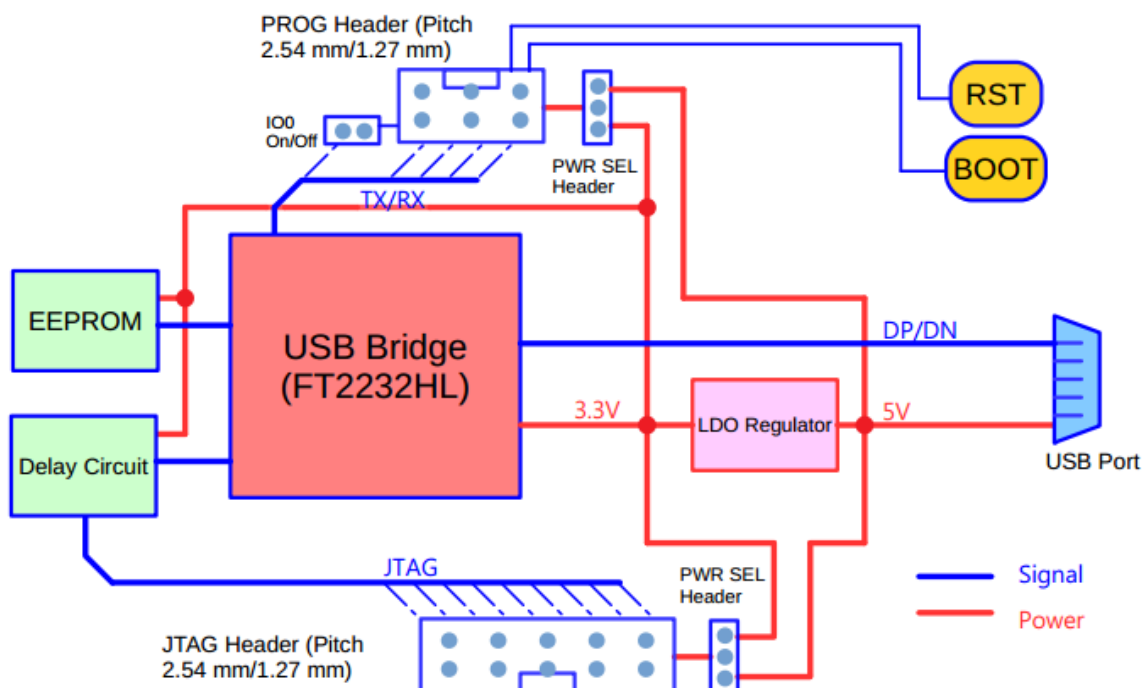 PROG Header (Pitch
2.54 mm/1.27 mm)
RST
IO0
On/Off
BOOT
PWR SEL
Header
TX/RX
EEPROM
USB Bridge
(FT2232HL)
DP/DN
3.3V
LDO Regulator
5V
USB Port
Delay Circuit
JTAG
PWR SEL
Header
Signal
Power
JTAG Header (Pitch
2.54 mm/1.27 mm)